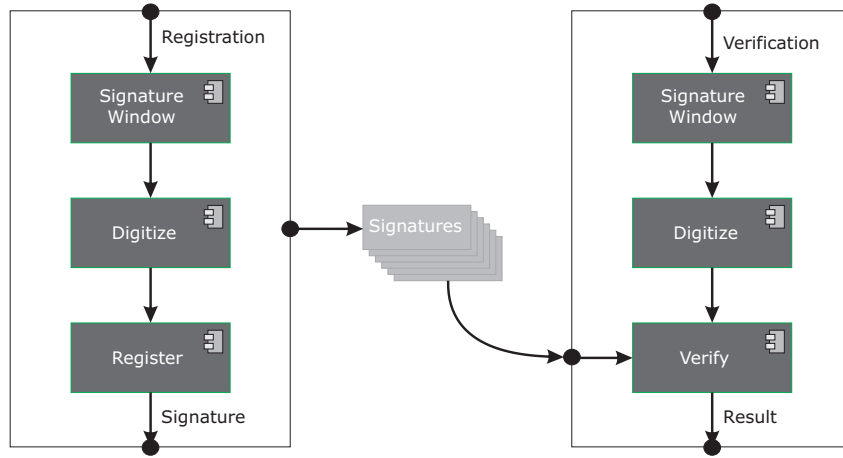 Registration
Signature
Window
Digitize
Register
Signature
Signatures
Verification
Signature
Window
Digitize
Verify
Result